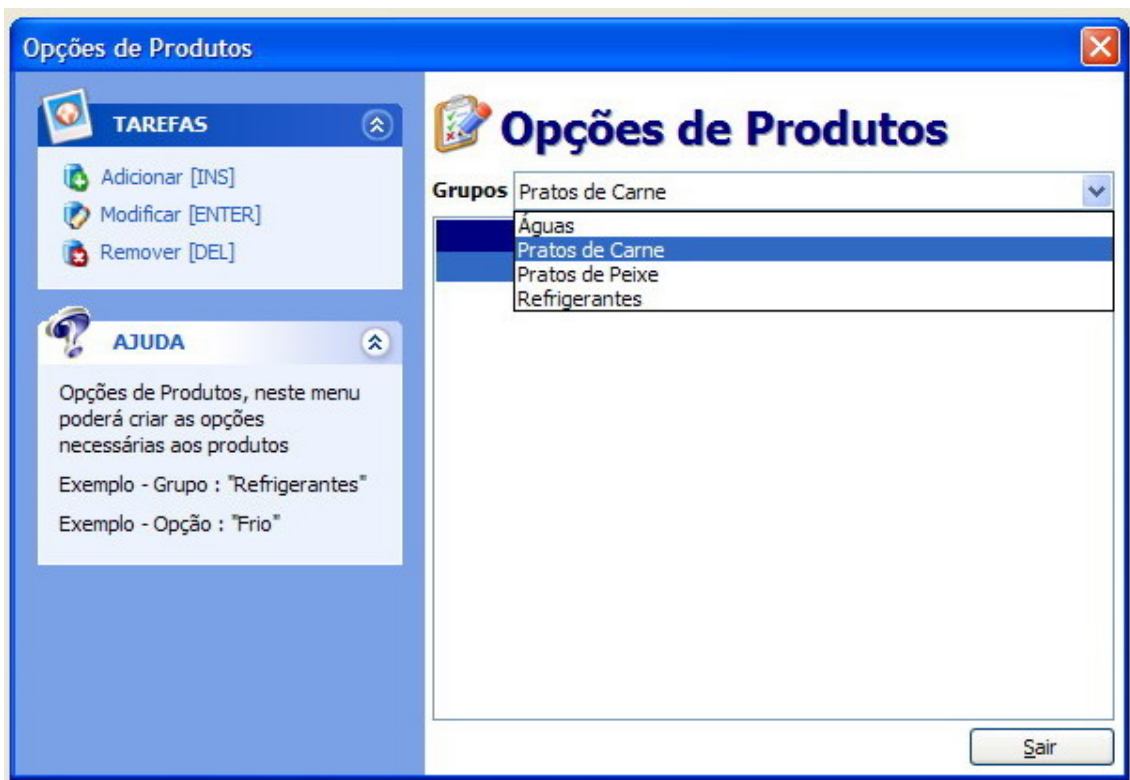 Opções de Produtos
TAREFAS
Adicionar [INS]
Modificar [ENTER]
Remover [DEL]
AJUDA
Opções de Produtos, neste menu
poderá criar as opções
necessárias aos produtos
Exemplo - Grupo : "Refrigerantes"
Exemplo - Opção : "Frio"
Opções de Produtos
Grupos Pratos de Carne
Águas
Pratos de Carne
Pratos de Peixe
Refrigerantes
Sair